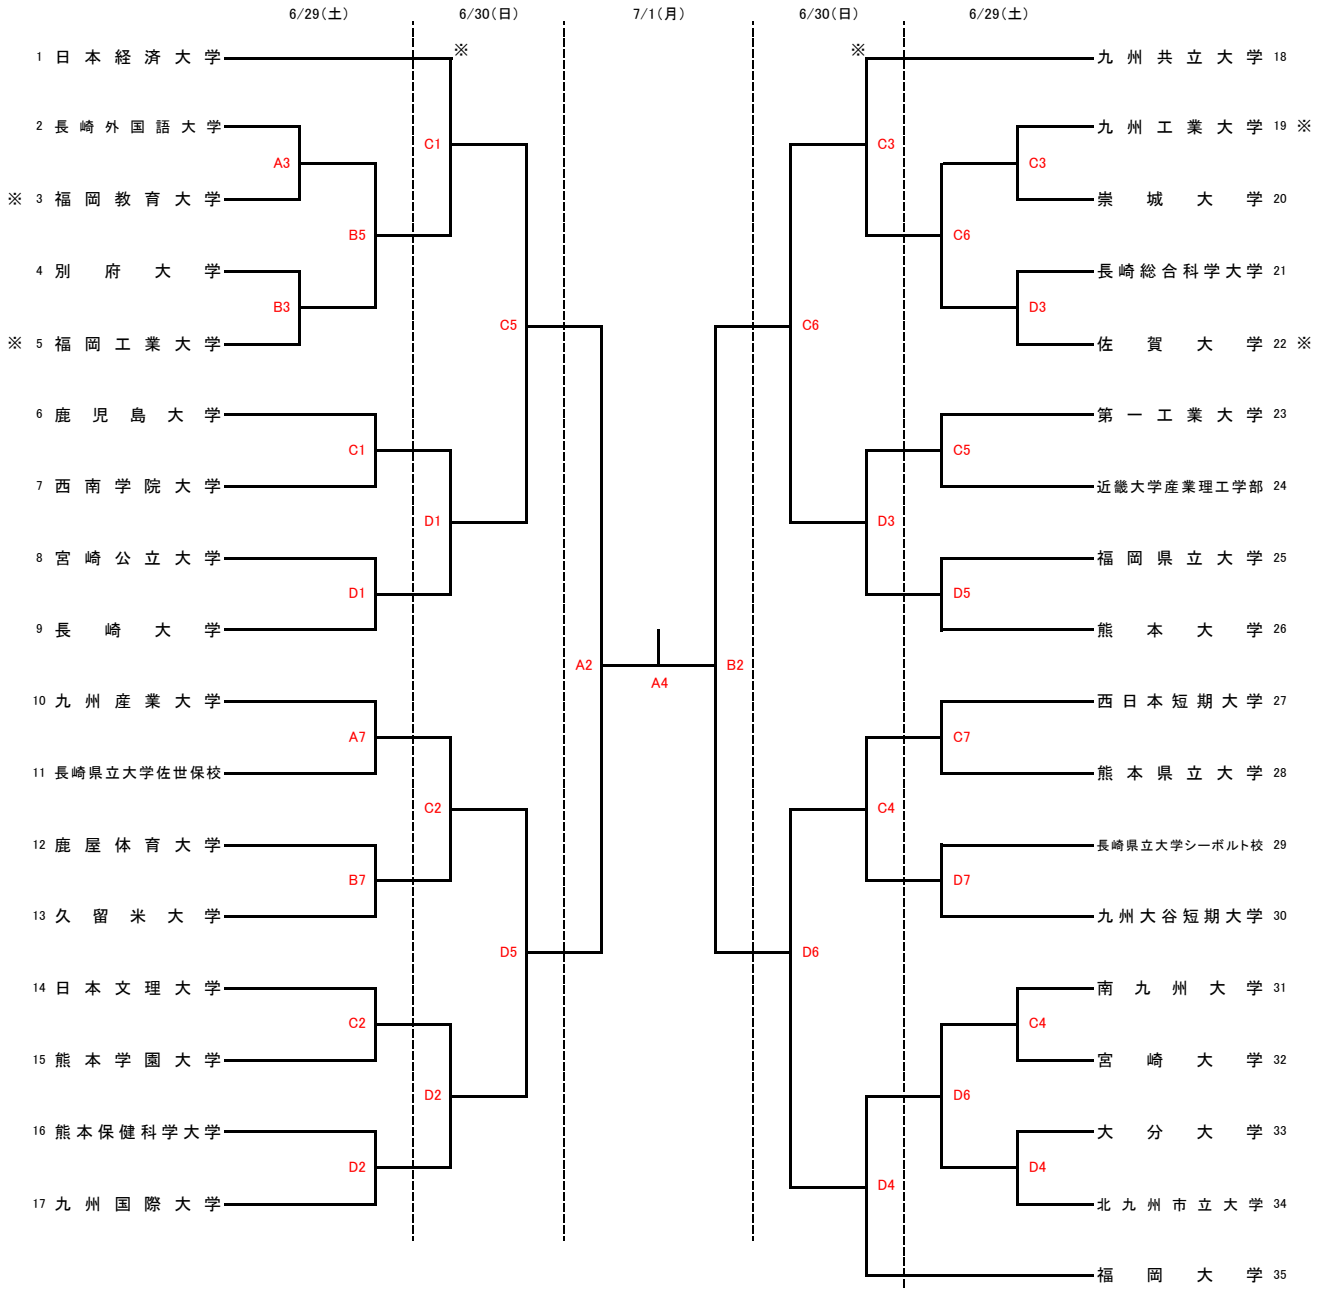 6/29(土) 6/30(日) 7/1(月) 6/30(日) 6/29(土)
※ ※
1 日本経済大学 九州共立大学 18
2 長崎外国語大学 九州工業大学 19 ※
C1 C3
A3 C3
※ 3 福岡教育大学 崇城大学 20
B5 C6
4 別府大学 長崎総合科学大学 21
B3 D3
C5 C6
※ 5 福岡工業大学 佐賀大学 22 ※
6 鹿児島大学 第一工業大学 23
C1 C5
7 西南学院大学 近畿大学産業理工学部 24
D1 D3
8 宮崎公立大学 福岡県立大学 25
D1 D5
9 長崎大学 熊本大学 26
A2 B2
A4
10 九州産業大学 西日本短期大学 27
A7 C7
11 長崎県立大学佐世保校 熊本県立大学 28
C2 C4
12 鹿屋体育大学 長崎県立大学シーボルト校 29
B7 D7
13 久留米大学 九州大谷短期大学 30
D5 D6
14 日本文理大学 南九州大学 31
C2 C4
15 熊本学園大学 宮崎大学 32
D2 D6
16 熊本保健科学大学 大分大学 33
D2 D4
D4
17 九州国際大学 北九州市立大学 34
福岡大学 35